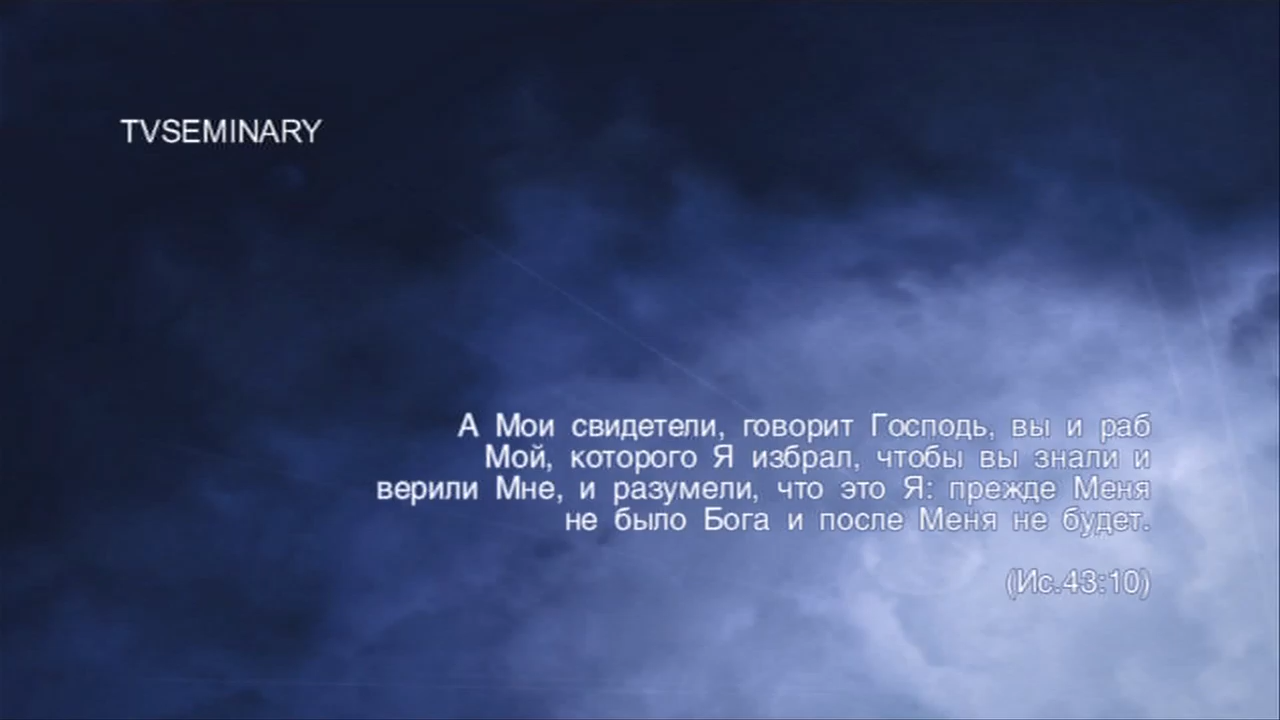 TVSEMINARY
А Мои свидетели, говорит Господь, вы и раб
Мой, которого Я избрал, чтобы вы знали и
верили Мне, и разумели, что это Я: прежде Меня
не было Бога и после Меня не будет.
(Ис.43:10)